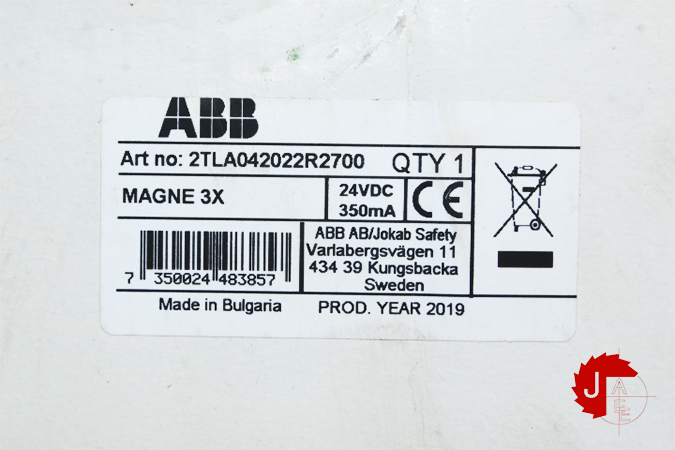 ABB
Art no: 2TLA042022R2700 QTY 1
MAGNE 3X
24VDC
350mA
CE
ABB AB/Jokab Safety
Varlabergsvägen 11
434 39 Kungsbacka
Sweden
7 350024 483857
Made in Bulgaria
PROD. YEAR 2019
J
A